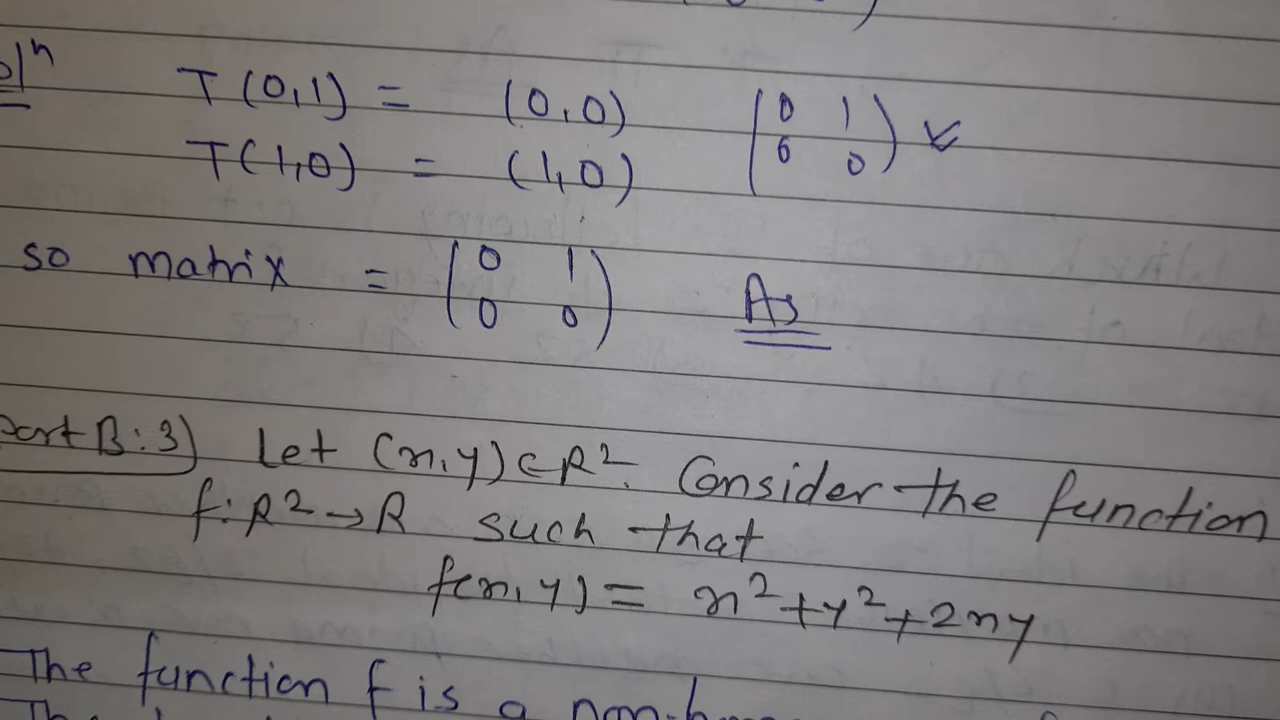 T(0,1) = (0,0) (0 1
T(1,0) = (1,0) 0 0)
so matrix = (0 1
0 0) As
Part B: 3) Let (x,y) ∈ R². Consider the function
f: R² → R such that
f(x,y) = x² + y² + 2xy
The function f is a